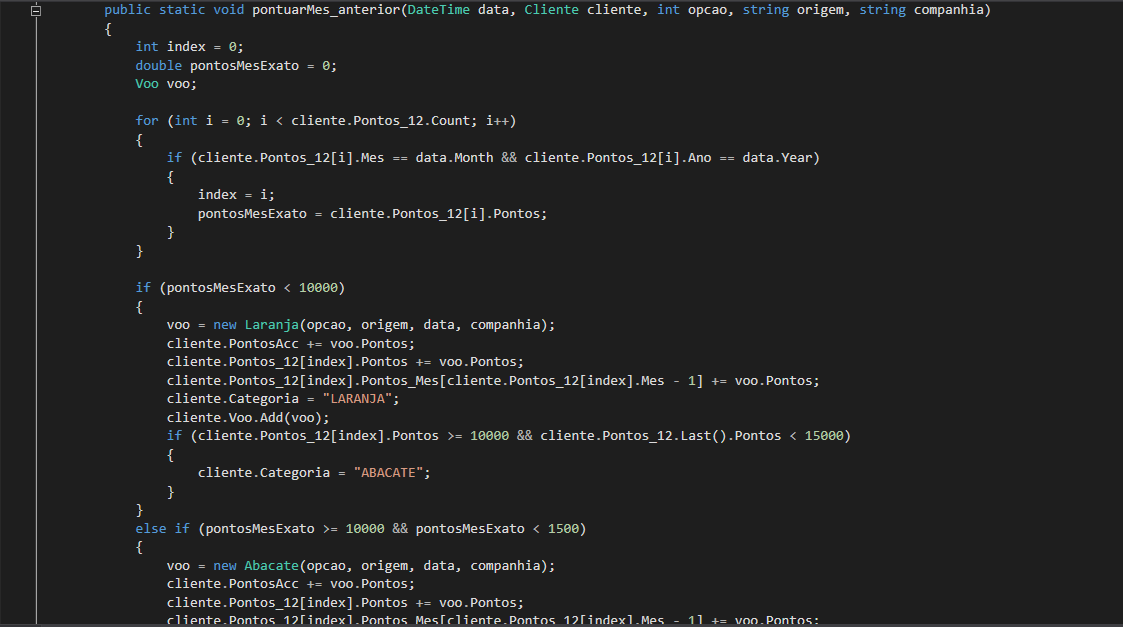 public static void pontuarMes_anterior(DateTime data, Cliente cliente, int opcao, string origem, string companhia)
{
int index = 0;
double pontosMesExato = 0;
Voo voo;
for (int i = 0; i < cliente.Pontos_12.Count; i++)
{
if (cliente.Pontos_12[i].Mes == data.Month && cliente.Pontos_12[i].Ano == data.Year)
{
index = i;
pontosMesExato = cliente.Pontos_12[i].Pontos;
}
}
if (pontosMesExato < 10000)
{
voo = new Laranja(opcao, origem, data, companhia);
cliente.PontosAcc += voo.Pontos;
cliente.Pontos_12[index].Pontos += voo.Pontos;
cliente.Pontos_12[index].Pontos_Mes[cliente.Pontos_12[index].Mes - 1] += voo.Pontos;
cliente.Categoria = "LARANJA";
cliente.Voo.Add(voo);
if (cliente.Pontos_12[index].Pontos >= 10000 && cliente.Pontos_12.Last().Pontos < 15000)
{
cliente.Categoria = "ABACATE";
}
}
else if (pontosMesExato >= 10000 && pontosMesExato < 1500)
{
voo = new Abacate(opcao, origem, data, companhia);
cliente.PontosAcc += voo.Pontos;
cliente.Pontos_12[index].Pontos += voo.Pontos;
cliente.Pontos_12[index].Pontos_Mes[cliente.Pontos_12[index].Mes - 1] += voo.Pontos;